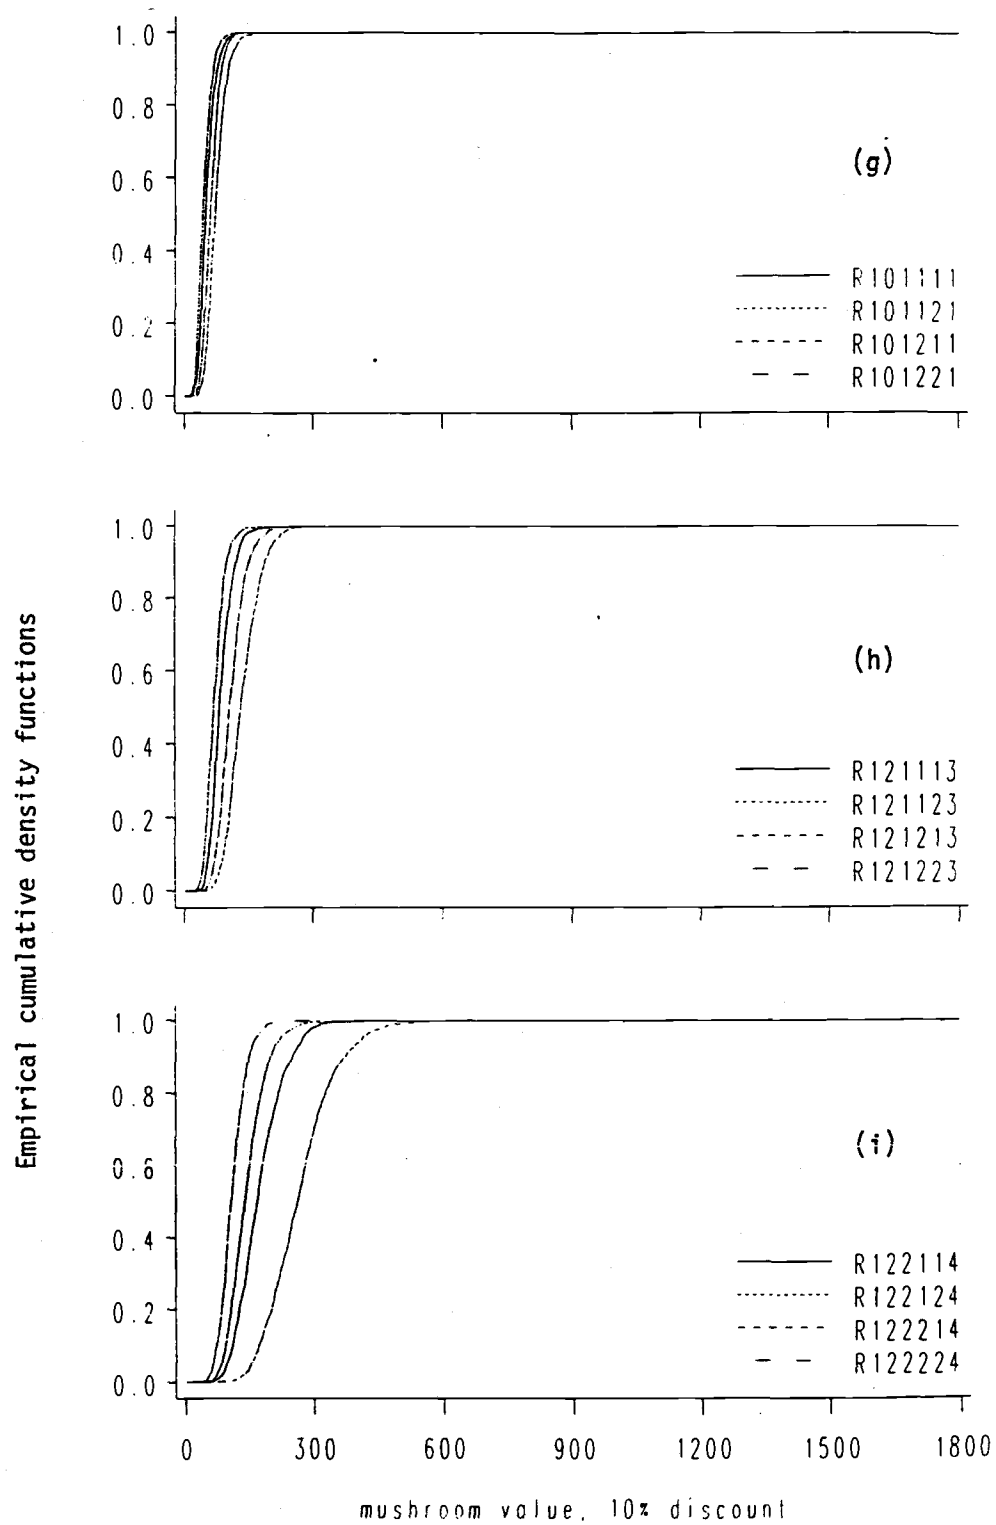 Empirical cumulative density functions
1.0
0.8
0.6
0.4
0.2
0.0
(g)
R101111
R101121
R101211
R101221
1.0
0.8
0.6
0.4
0.2
0.0
(h)
R121113
R121123
R121213
R121223
1.0
0.8
0.6
0.4
0.2
0.0
(i)
R122114
R122124
R122214
R122224
0 300 600 900 1200 1500 1800
mushroom value, 10% discount